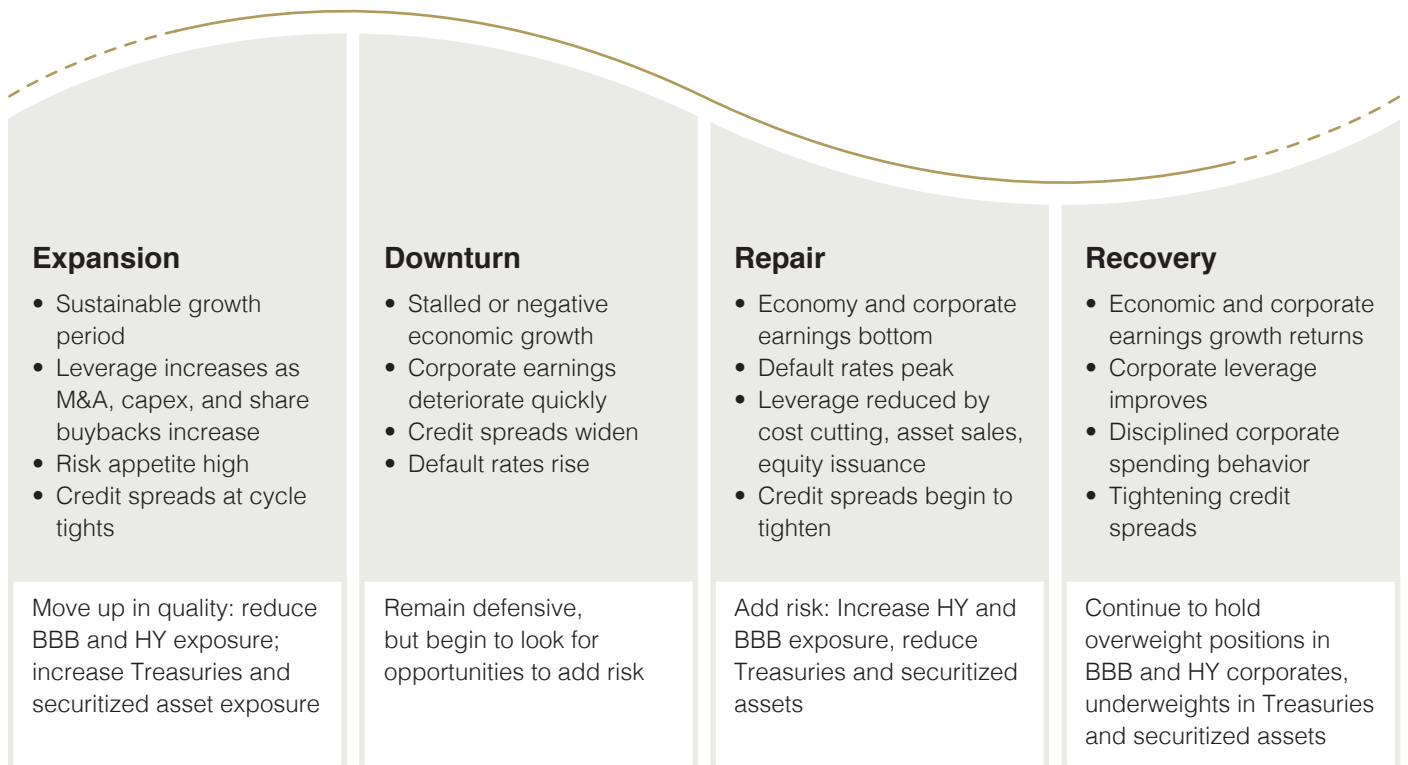 Expansion
• Sustainable growth
period
• Leverage increases as
M&A, capex, and share
buybacks increase
• Risk appetite high
• Credit spreads at cycle
tights
Move up in quality: reduce
BBB and HY exposure;
increase Treasuries and
securitized asset exposure
Downturn
• Stalled or negative
economic growth
• Corporate earnings
deteriorate quickly
• Credit spreads widen
• Default rates rise
Remain defensive,
but begin to look for
opportunities to add risk
Repair
• Economy and corporate
earnings bottom
• Default rates peak
• Leverage reduced by
cost cutting, asset sales,
equity issuance
• Credit spreads begin to
tighten
Add risk: Increase HY and
BBB exposure, reduce
Treasuries and securitized
assets
Recovery
• Economic and corporate
earnings growth returns
• Corporate leverage
improves
• Disciplined corporate
spending behavior
• Tightening credit
spreads
Continue to hold
overweight positions in
BBB and HY corporates,
underweights in Treasuries
and securitized assets